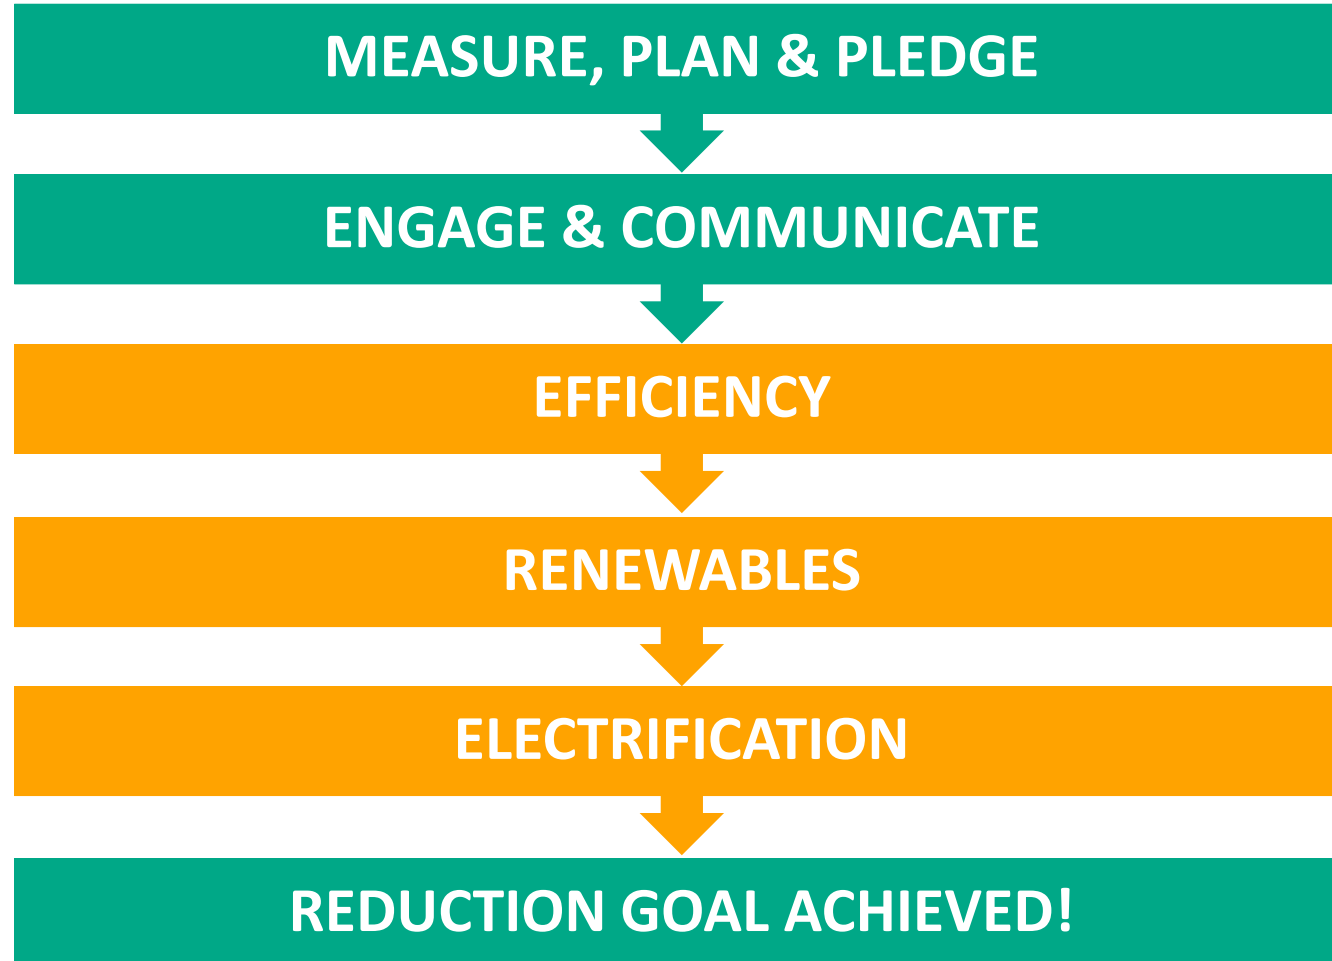 MEASURE, PLAN & PLEDGE
ENGAGE & COMMUNICATE
EFFICIENCY
RENEWABLES
ELECTRIFICATION
REDUCTION GOAL ACHIEVED!